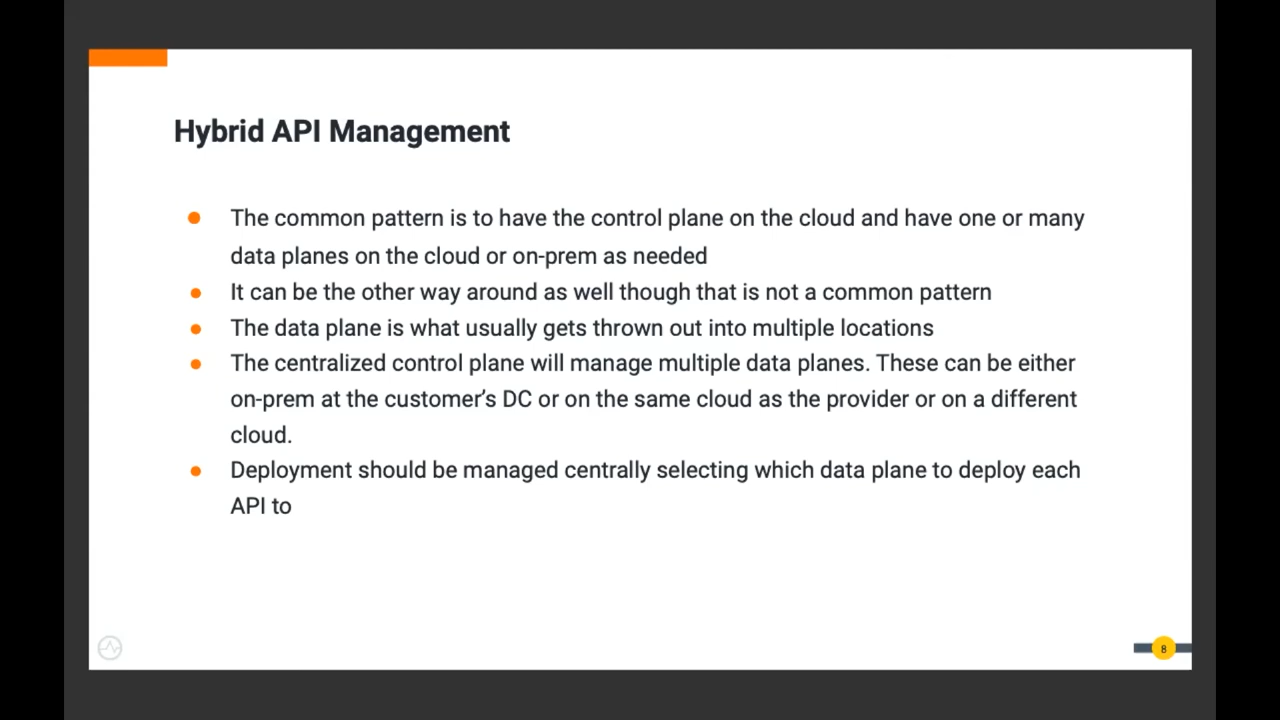 Hybrid API Management
The common pattern is to have the control plane on the cloud and have one or many
data planes on the cloud or on-prem as needed
It can be the other way around as well though that is not a common pattern
The data plane is what usually gets thrown out into multiple locations
The centralized control plane will manage multiple data planes. These can be either
on-prem at the customer’s DC or on the same cloud as the provider or on a different
cloud.
Deployment should be managed centrally selecting which data plane to deploy each
API to
8